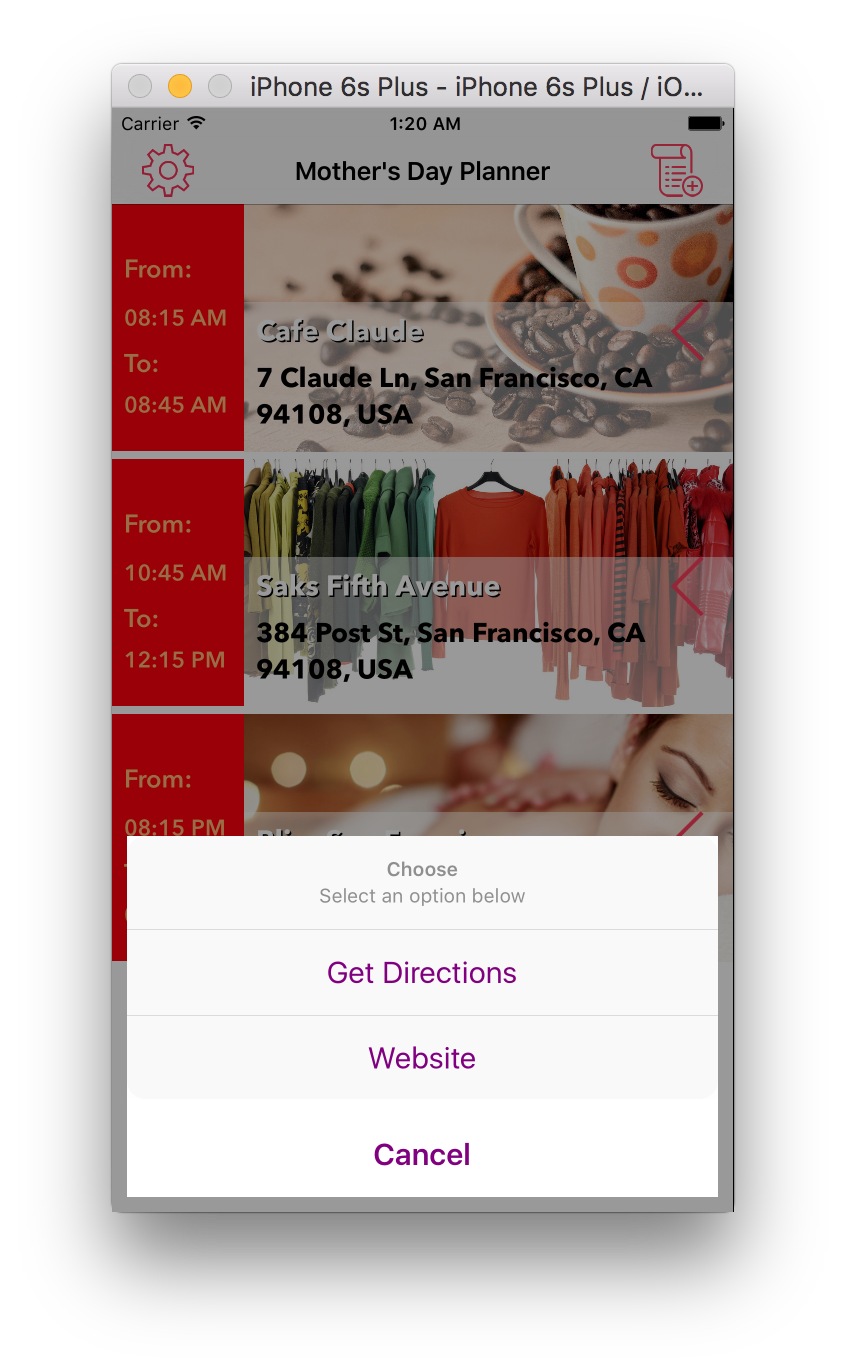 iPhone 6s Plus - iPhone 6s Plus / iO...
Carrier 1:20 AM
Mother's Day Planner
From:
08:15 AM
To:
08:45 AM
Cafe Claude
7 Claude Ln, San Francisco, CA
94108, USA
From:
10:45 AM
To:
12:15 PM
Saks Fifth Avenue
384 Post St, San Francisco, CA
94108, USA
From:
08:15 PM
Choose
Select an option below
Get Directions
Website
Cancel